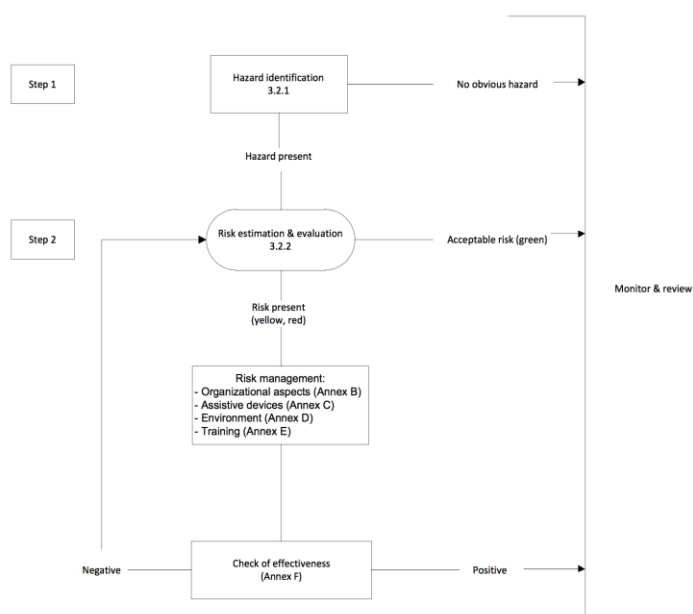 Step 1
Hazard identification
3.2.1
No obvious hazard
Hazard present
Step 2
Risk estimation & evaluation
3.2.2
Acceptable risk (green)
Monitor & review
Risk present
(yellow, red)
Risk management:
- Organizational aspects (Annex B)
- Assistive devices (Annex C)
- Environment (Annex D)
- Training (Annex E)
Negative
Check of effectiveness
(Annex F)
Positive